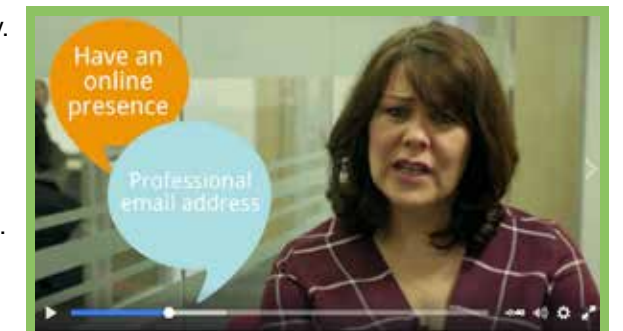 y.
Have an
online
presence
Professional
email address
.